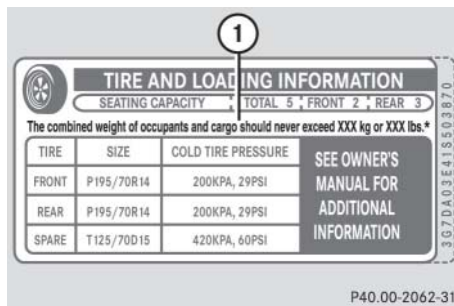 1
TIRE AND LOADING INFORMATION
SEATING CAPACITY TOTAL 5 FRONT 2 REAR 3
The combined weight of occupants and cargo should never exceed XXX kg or XXX lbs.*
TIRE SIZE COLD TIRE PRESSURE
FRONT P195/70R14 200KPA, 29PSI
REAR P195/70R14 200KPA, 29PSI
SPARE T125/70D15 420KPA, 60PSI
SEE OWNER'S
MANUAL FOR
ADDITIONAL
INFORMATION
3G7DA03E41S503870
P40.00-2062-31